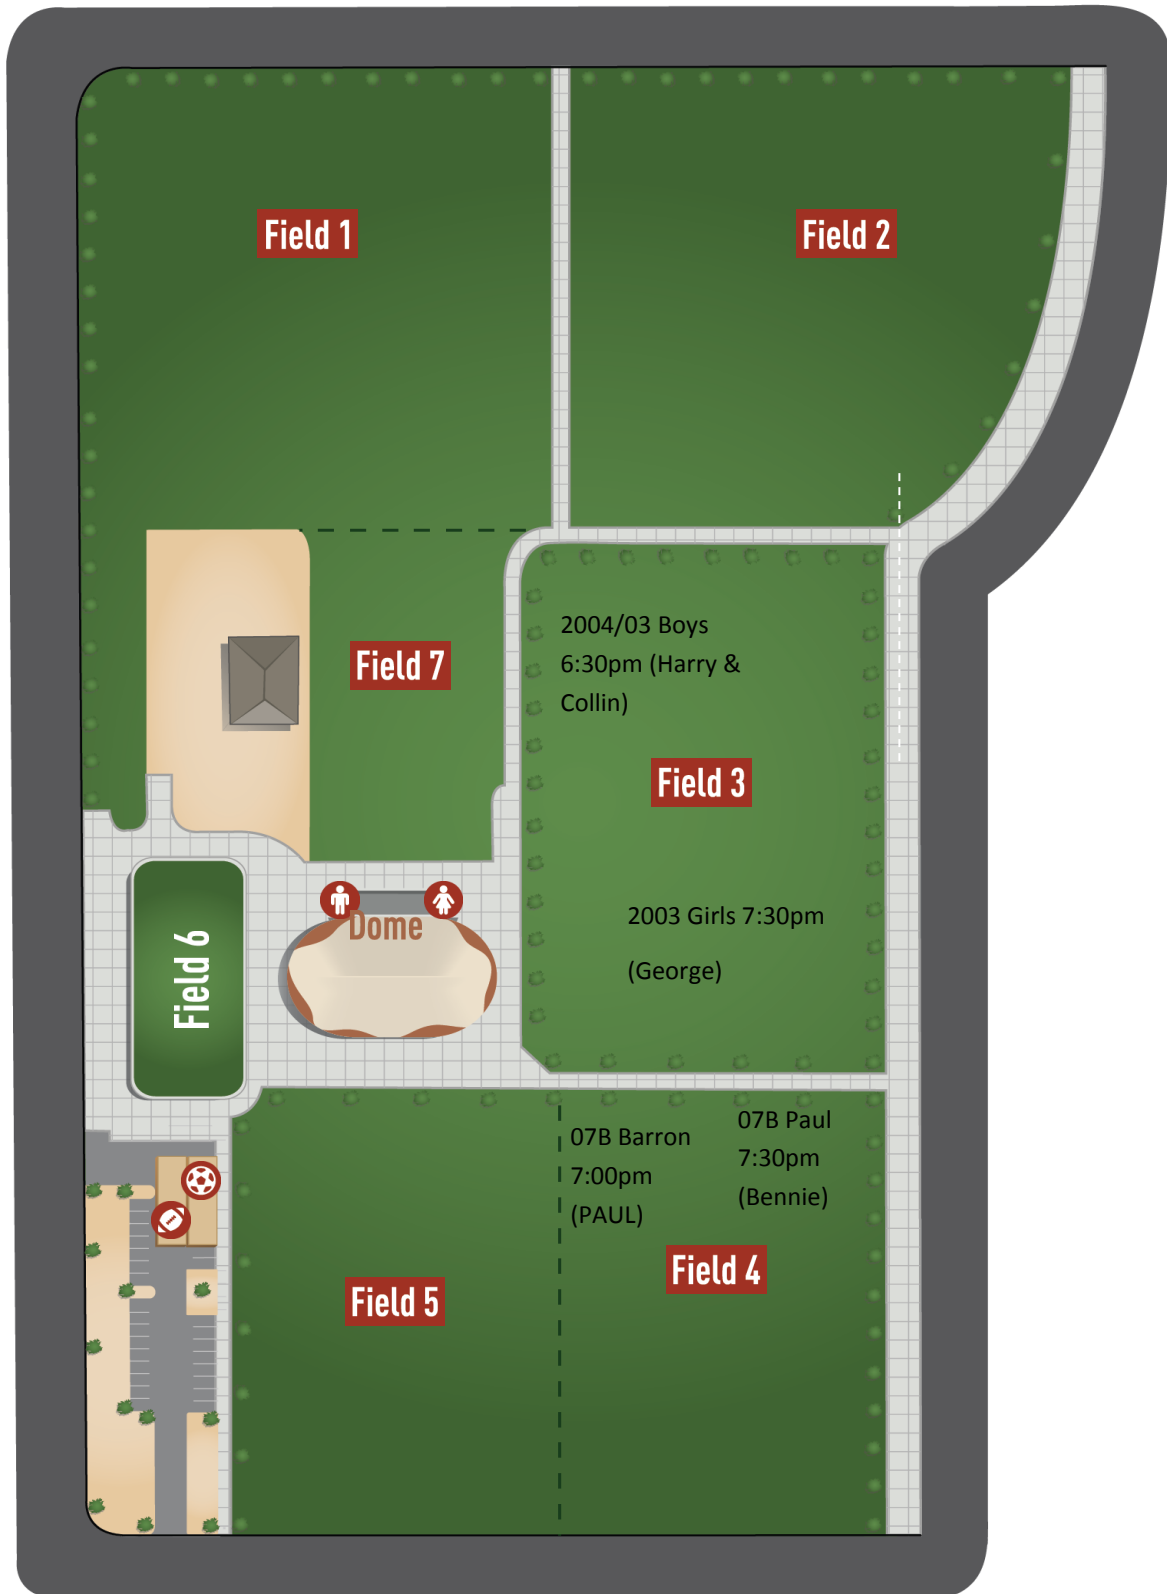 Field 1
Field 2
2004/03 Boys
6:30pm (Harry &
Collin)
Field 7
Field 3
2003 Girls 7:30pm
(George)
Dome
Field 6
07B Barron
7:00pm
(PAUL)
07B Paul
7:30pm
(Bennie)
Field 4
Field 5